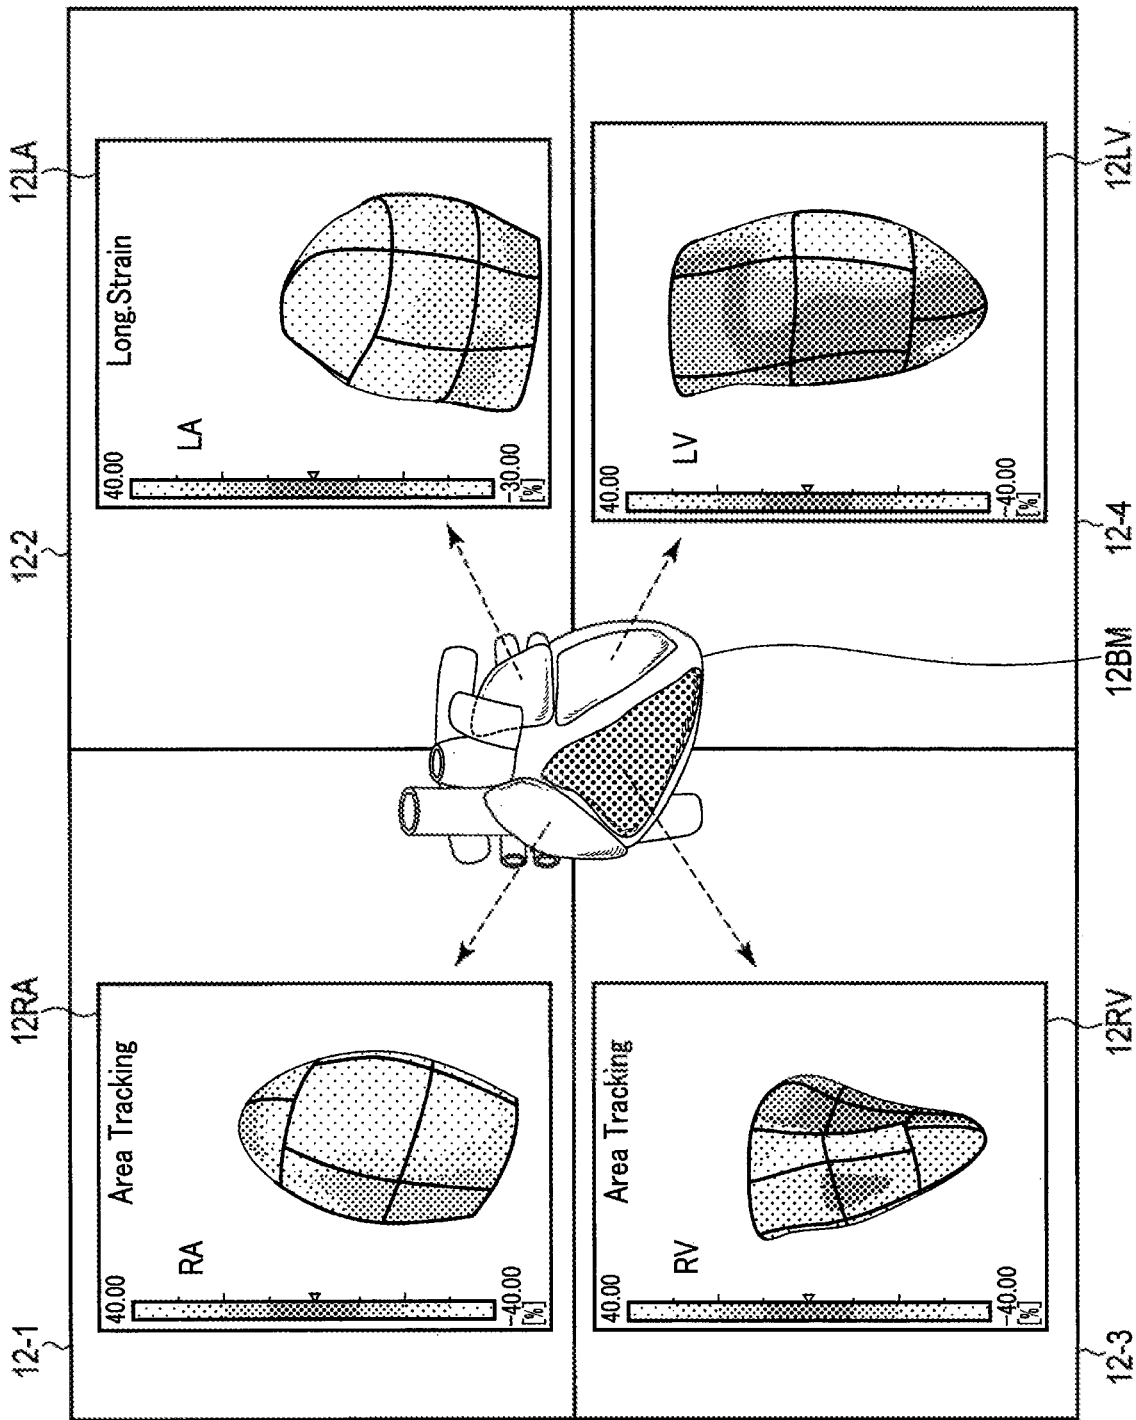 12-1
12RA
12-2
12LA
Area Tracking
RA
40.00
-40.00
[%]
Long.Strain
LA
40.00
-30.00
[%]
Area Tracking
RV
40.00
-40.00
[%]
LV
40.00
-40.00
[%]
12-3
12RV
12BM
12-4
12LV